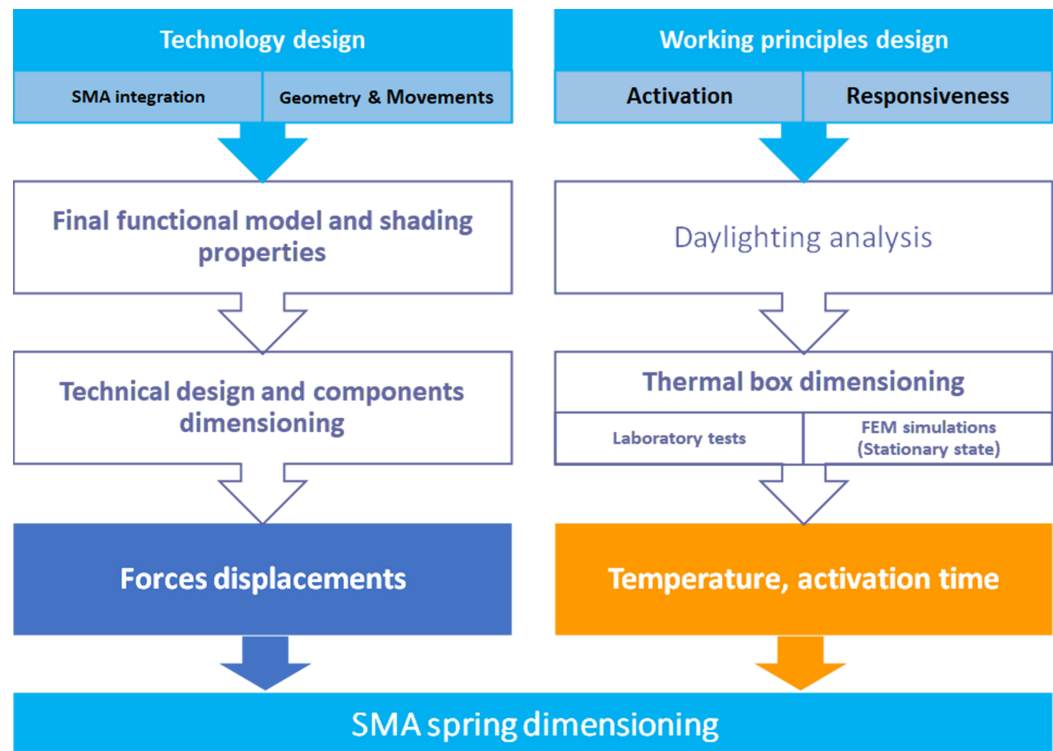 Technology design
SMA integration
Geometry & Movements
Final functional model and shading
properties
Technical design and components
dimensioning
Forces displacements
Working principles design
Activation
Responsiveness
Daylighting analysis
Thermal box dimensioning
Laboratory tests
FEM simulations
(Stationary state)
Temperature, activation time
SMA spring dimensioning